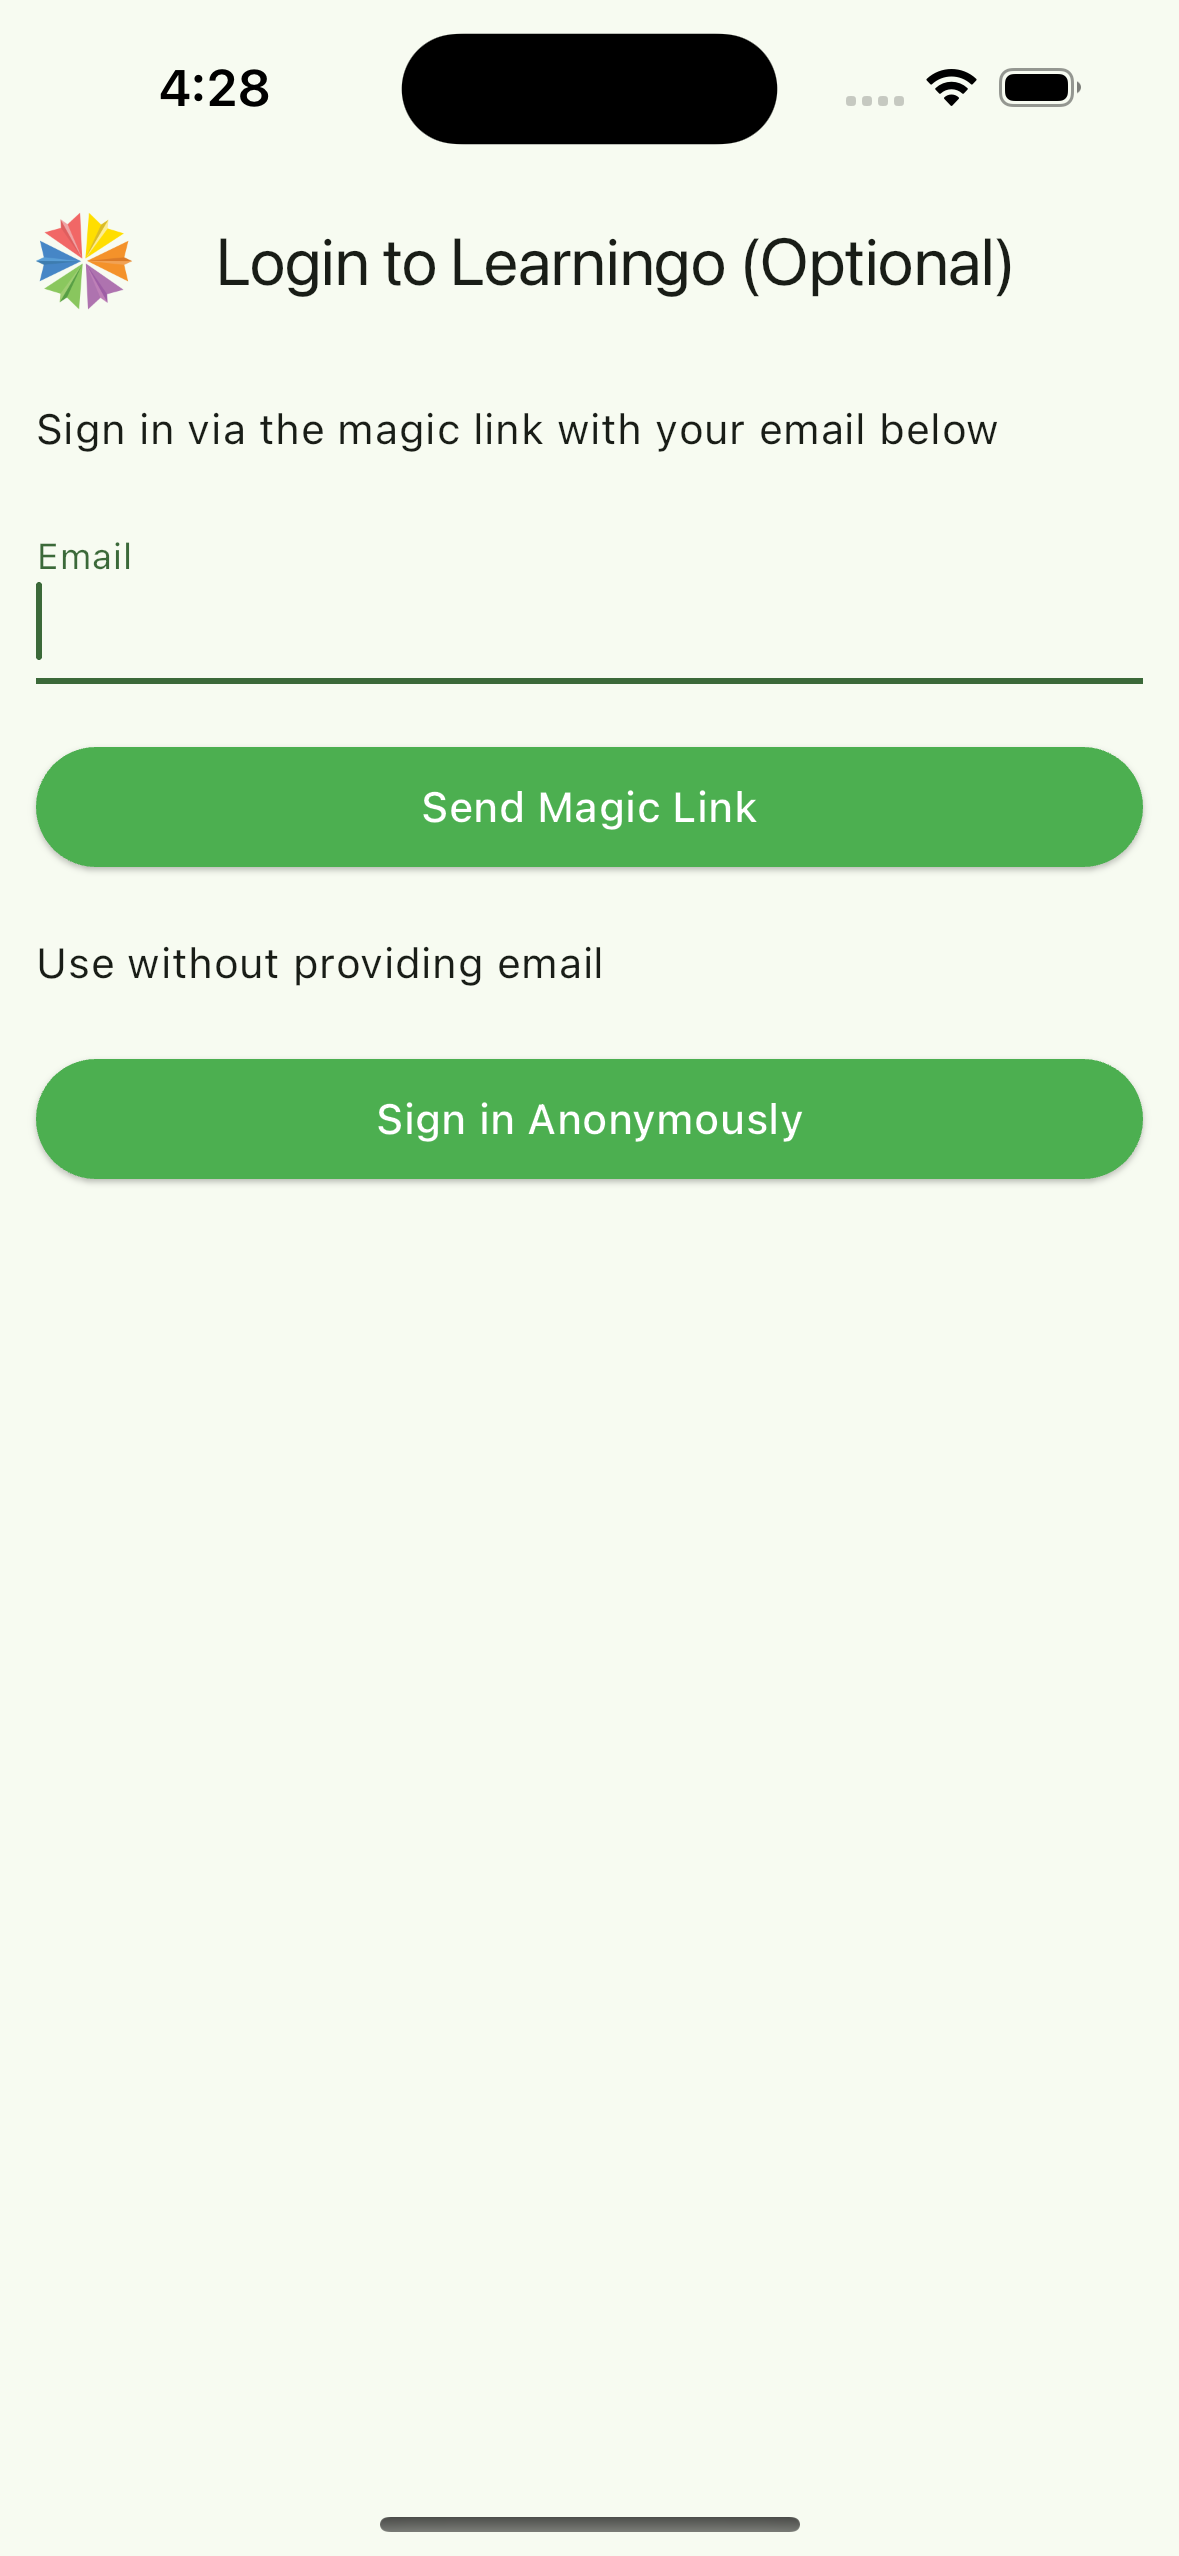 4:28
Login to Learningo (Optional)
Sign in via the magic link with your email below
Email
Send Magic Link
Use without providing email
Sign in Anonymously